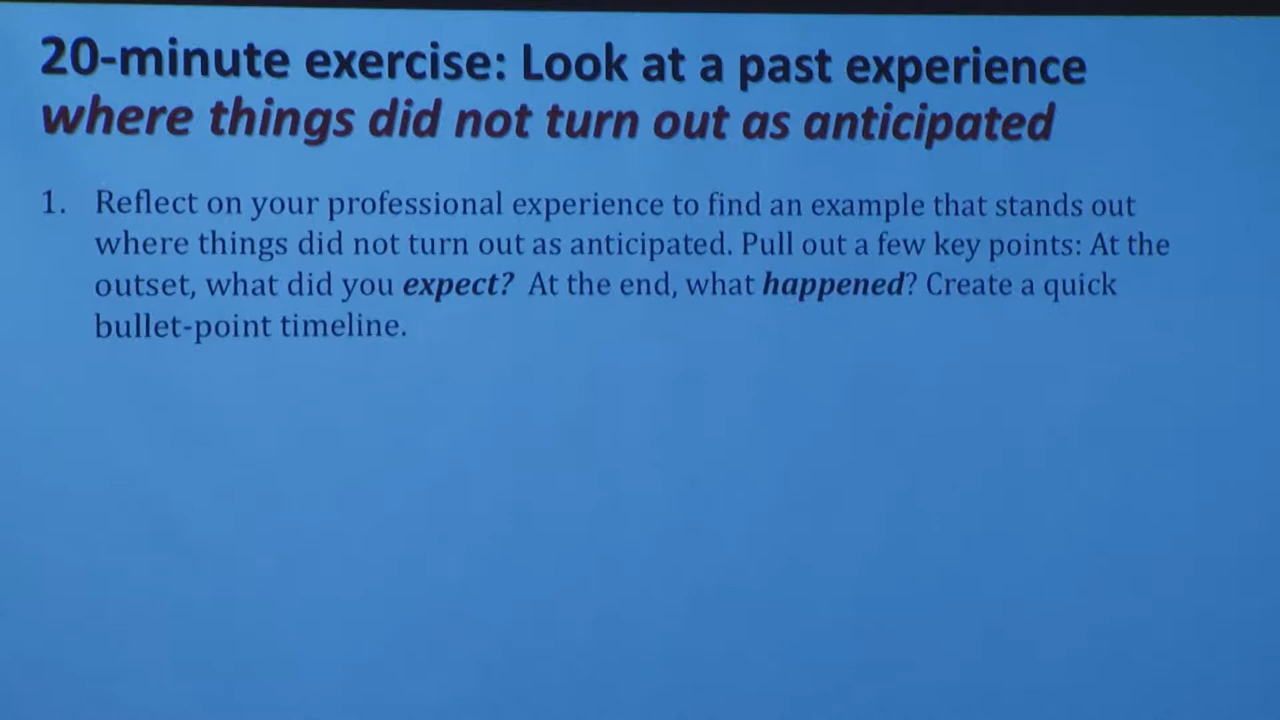 20-minute exercise: Look at a past experience
where things did not turn out as anticipated
1. Reflect on your professional experience to find an example that stands out
where things did not turn out as anticipated. Pull out a few key points: At the
outset, what did you expect? At the end, what happened? Create a quick
bullet-point timeline.